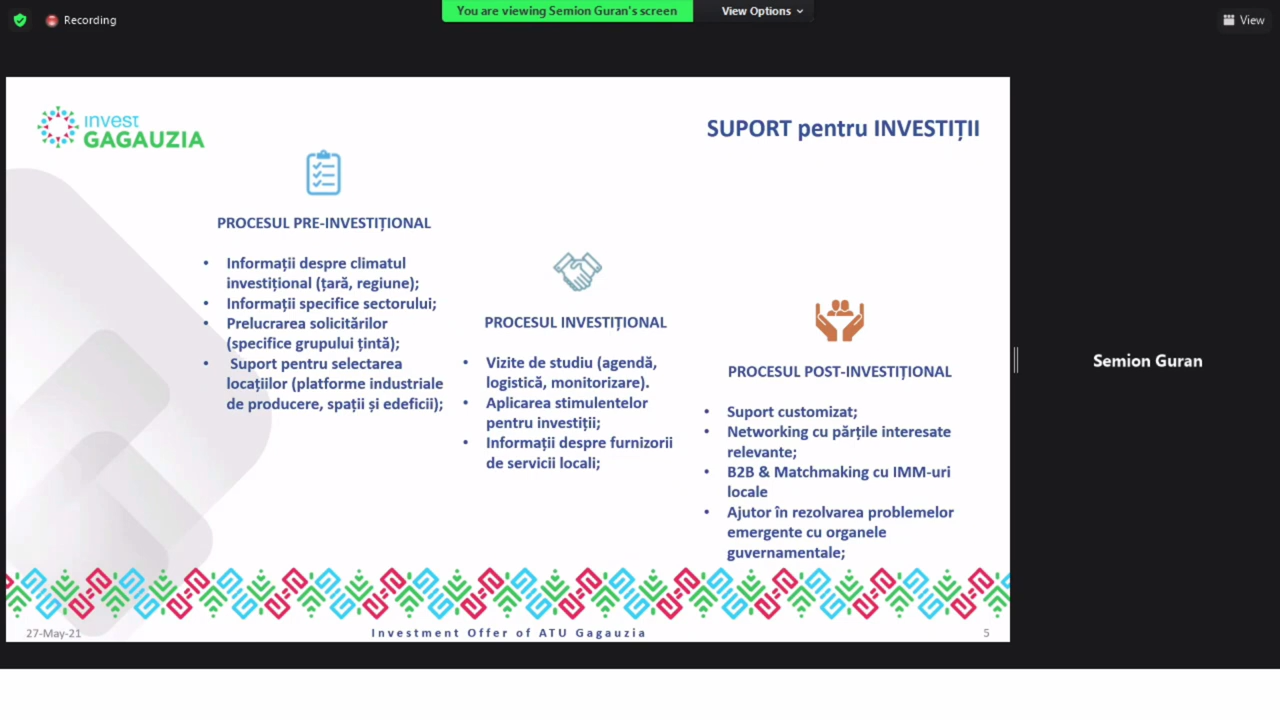 Recording
You are viewing Semion Guran's screen
View Options
View
invest
GAGAUZIA
SUPORT pentru INVESTIȚII
PROCESUL PRE-INVESTIȚIONAL
• Informații despre climatul
investițional (țară, regiune);
• Informații specifice sectorului;
• Prelucrarea solicitărilor
(specifice grupului țintă);
• Suport pentru selectarea
locațiilor (platforme industriale
de producere, spații și edeficii);
PROCESUL INVESTIȚIONAL
• Vizite de studiu (agendă,
logistică, monitorizare).
• Aplicarea stimulentelor
pentru investiții;
• Informații despre furnizorii
de servicii locali;
PROCESUL POST-INVESTIȚIONAL
• Suport customizat;
• Networking cu părțile interesate
relevante;
• B2B & Matchmaking cu IMM-uri
locale
• Ajutor în rezolvarea problemelor
emergente cu organele
guvernamentale;
Semion Guran
27-May-21
Investment Offer of ATU Gagauzia
5